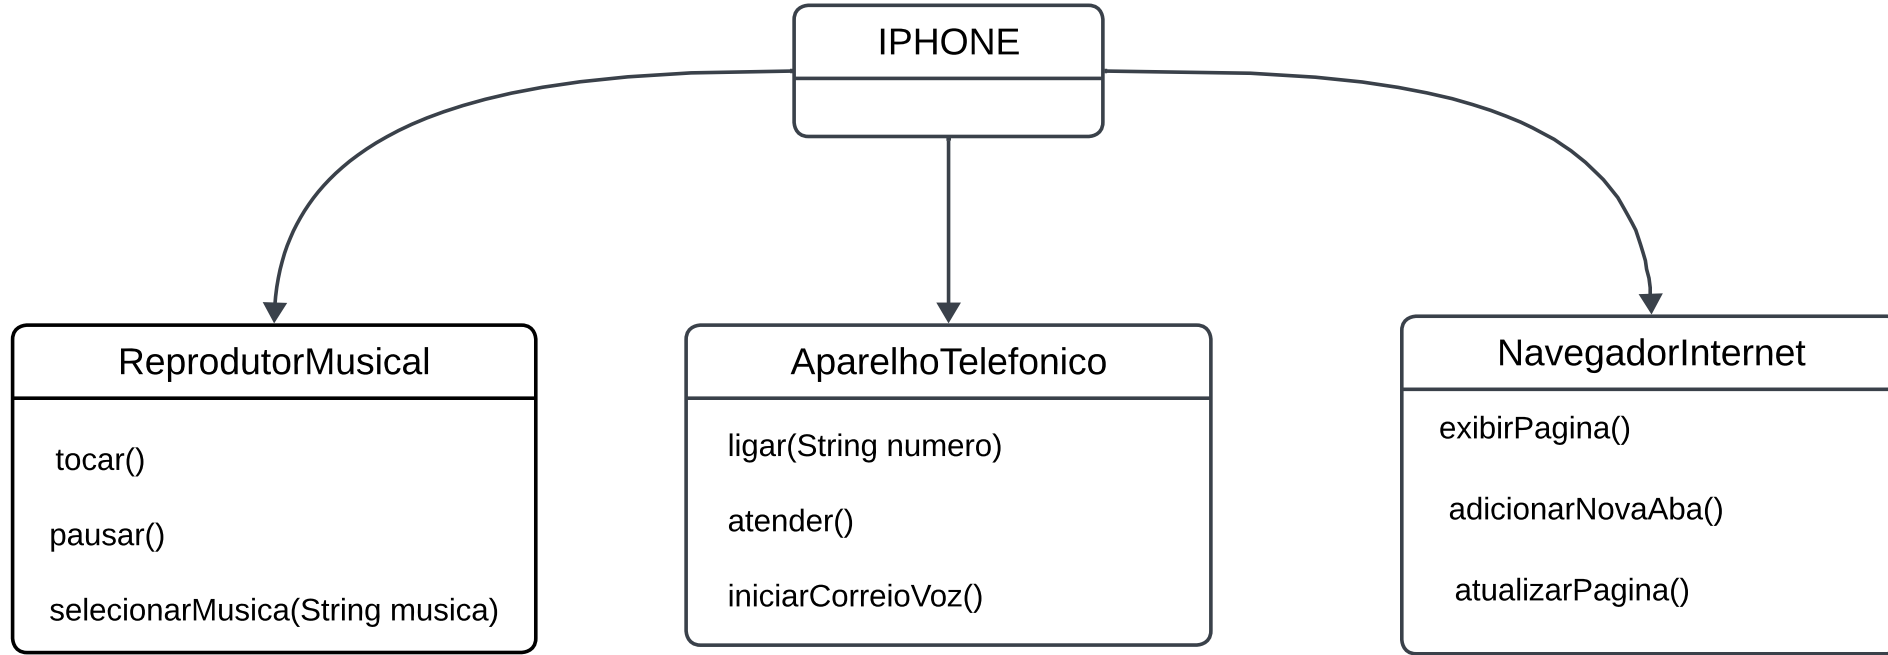 IPHONE
ReprodutorMusical
tocar()
pausar()
selecionarMusica(String musica)
AparelhoTelefonico
ligar(String numero)
atender()
iniciarCorreioVoz()
NavegadorInternet
exibirPagina()
adicionarNovaAba()
atualizarPagina()